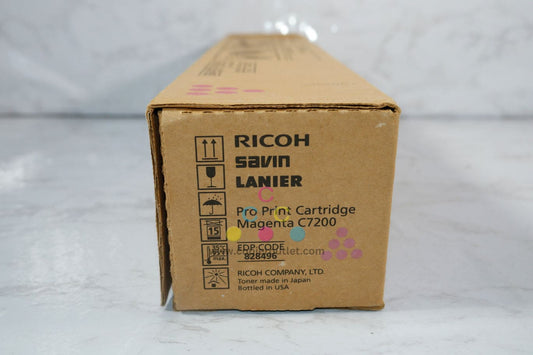 RICOH
savin
LANIER
Pro Print Cartridge
Magenta C7200
EDP CODE
828496
RICOH COMPANY, LTD.
Toner made in Japan
Bottled in USA
15
max.